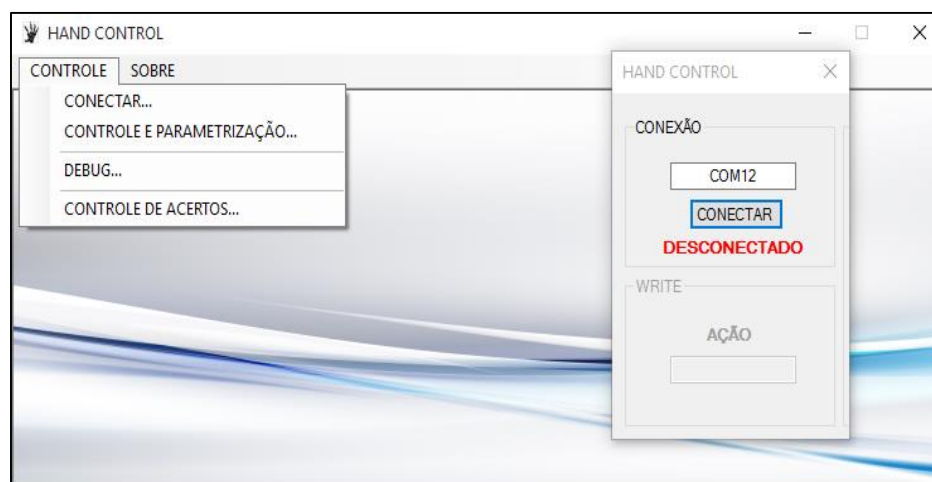 HAND CONTROL
CONTROLE SOBRE
CONECTAR...
CONTROLE E PARAMETRIZAÇÃO...
DEBUG...
CONTROLE DE ACERTOS...
HAND CONTROL
CONEXÃO
COM12
CONECTAR
DESCONECTADO
WRITE
AÇÃO